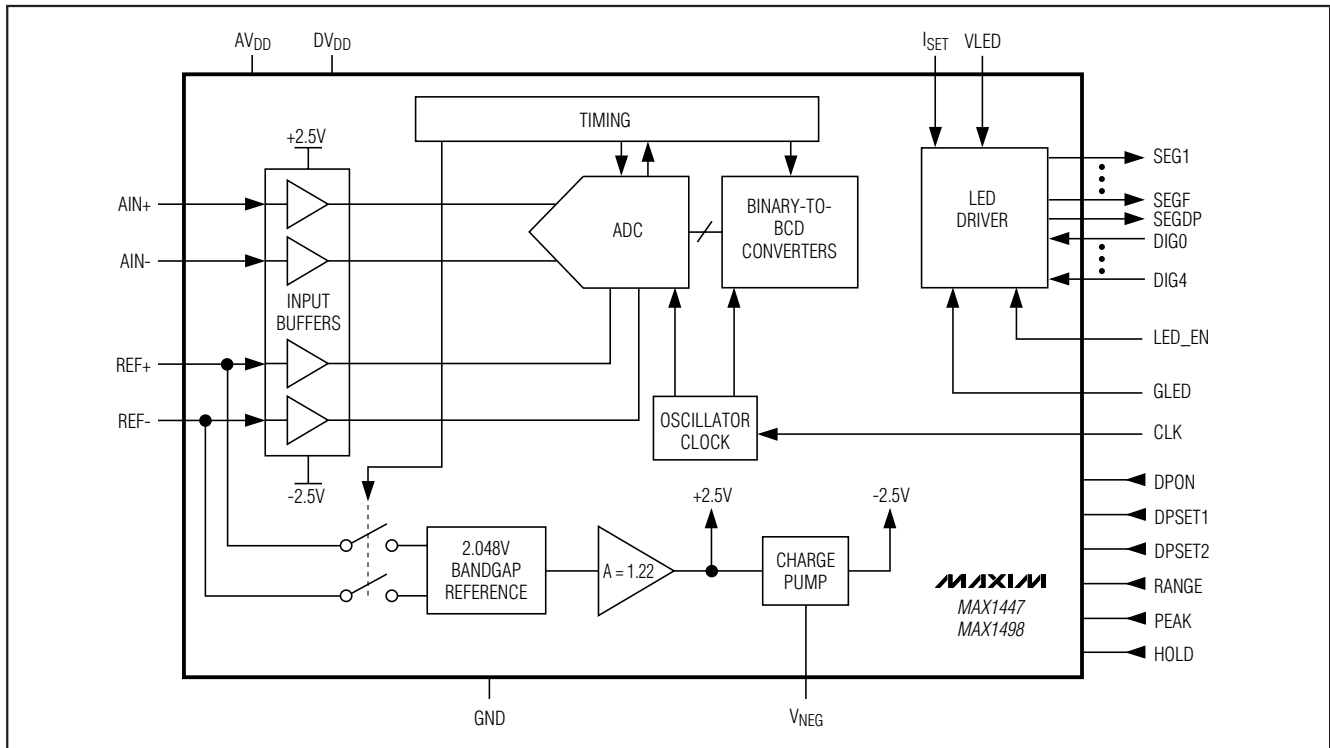 AVDD
DVDD
ISET
VLED
TIMING
+2.5V
AIN+
AIN-
INPUT
BUFFERS
REF+
REF-
-2.5V
ADC
BINARY-TO-
BCD
CONVERTERS
LED
DRIVER
SEG1
SEGF
SEGDP
DIG0
DIG4
LED_EN
GLED
CLK
OSCILLATOR
CLOCK
DPON
DPSET1
DPSET2
RANGE
PEAK
HOLD
2.048V
BANDGAP
REFERENCE
A = 1.22
+2.5V
CHARGE
PUMP
-2.5V
MAXIM
MAX1447
MAX1498
GND
VNEG